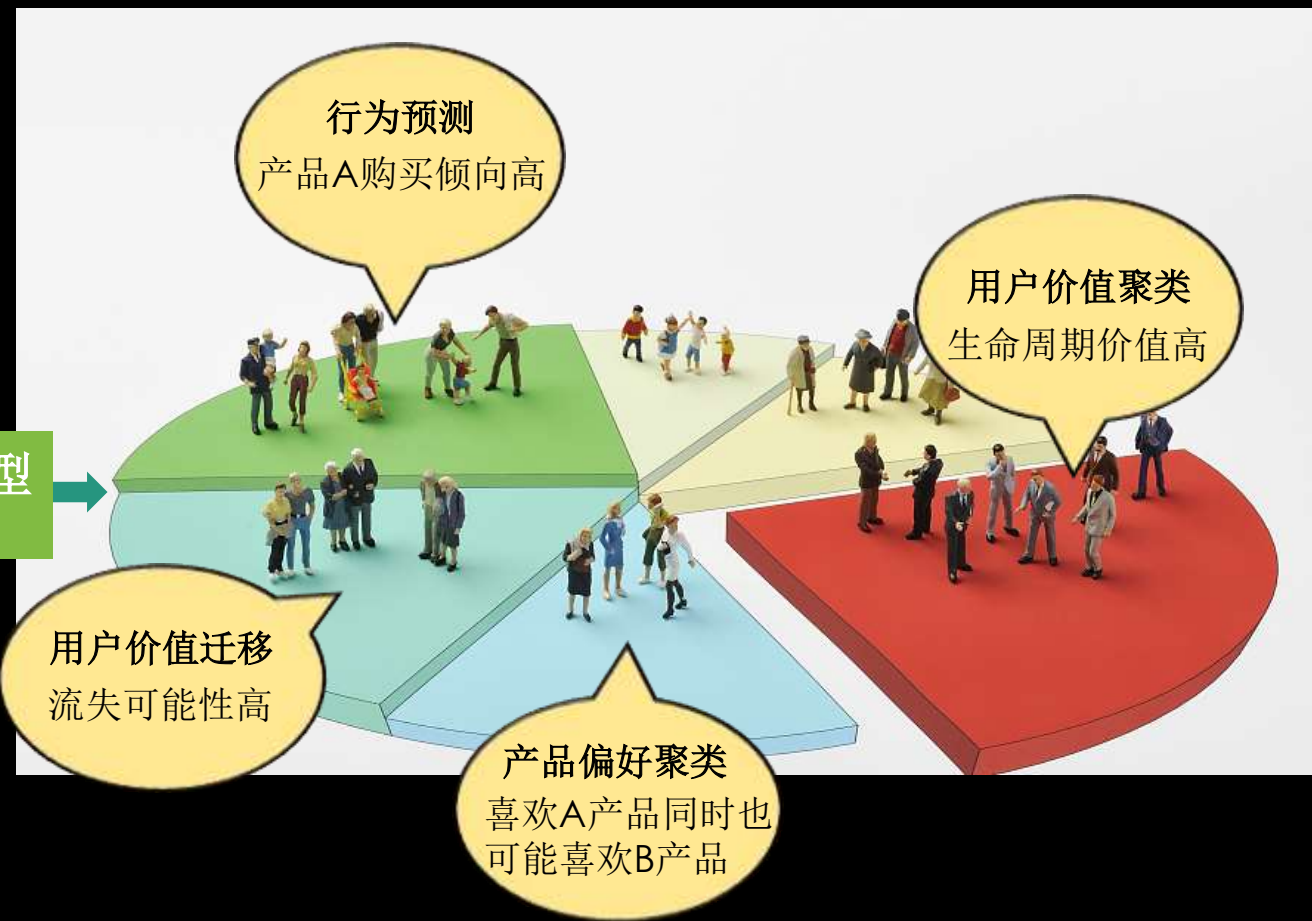 行为预测
产品A购买倾向高
用户价值聚类
生命周期价值高
型
用户价值迁移
流失可能性高
产品偏好聚类
喜欢A产品同时也
可能喜欢B产品